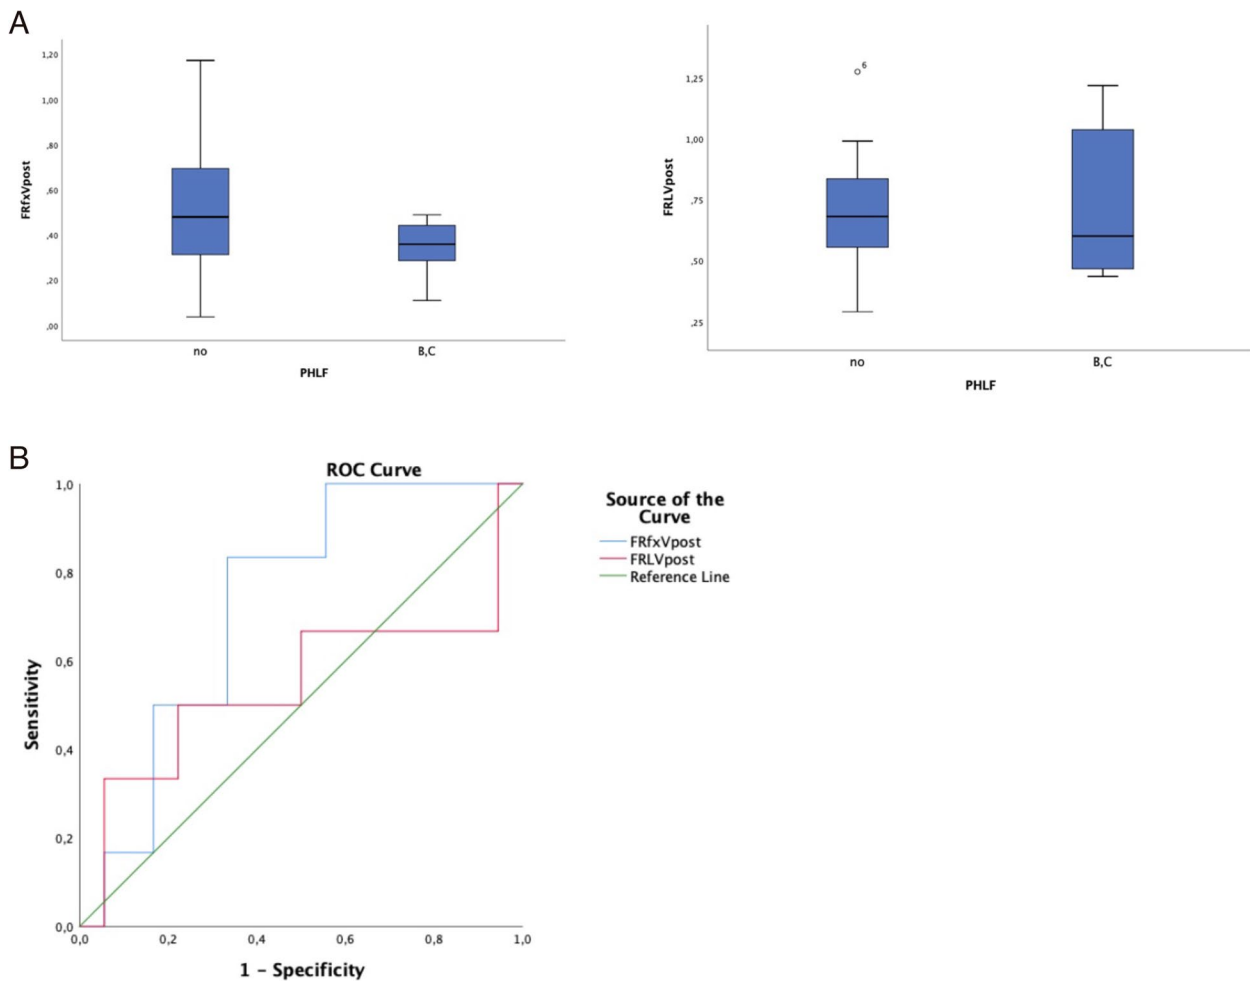 A
1,20
1,00
,80
,60
,40
,20
,00
FRfxVpost
no
B,C
PHLF
1,25
1,00
,75
,50
,25
FRLVpost
6
no
B,C
PHLF
B
ROC Curve
1,0
0,8
0,6
0,4
0,2
0,0
Sensitivity
0,0
0,2
0,4
0,6
0,8
1,0
1 - Specificity
Source of the
Curve
FRfxVpost
FRLVpost
Reference Line